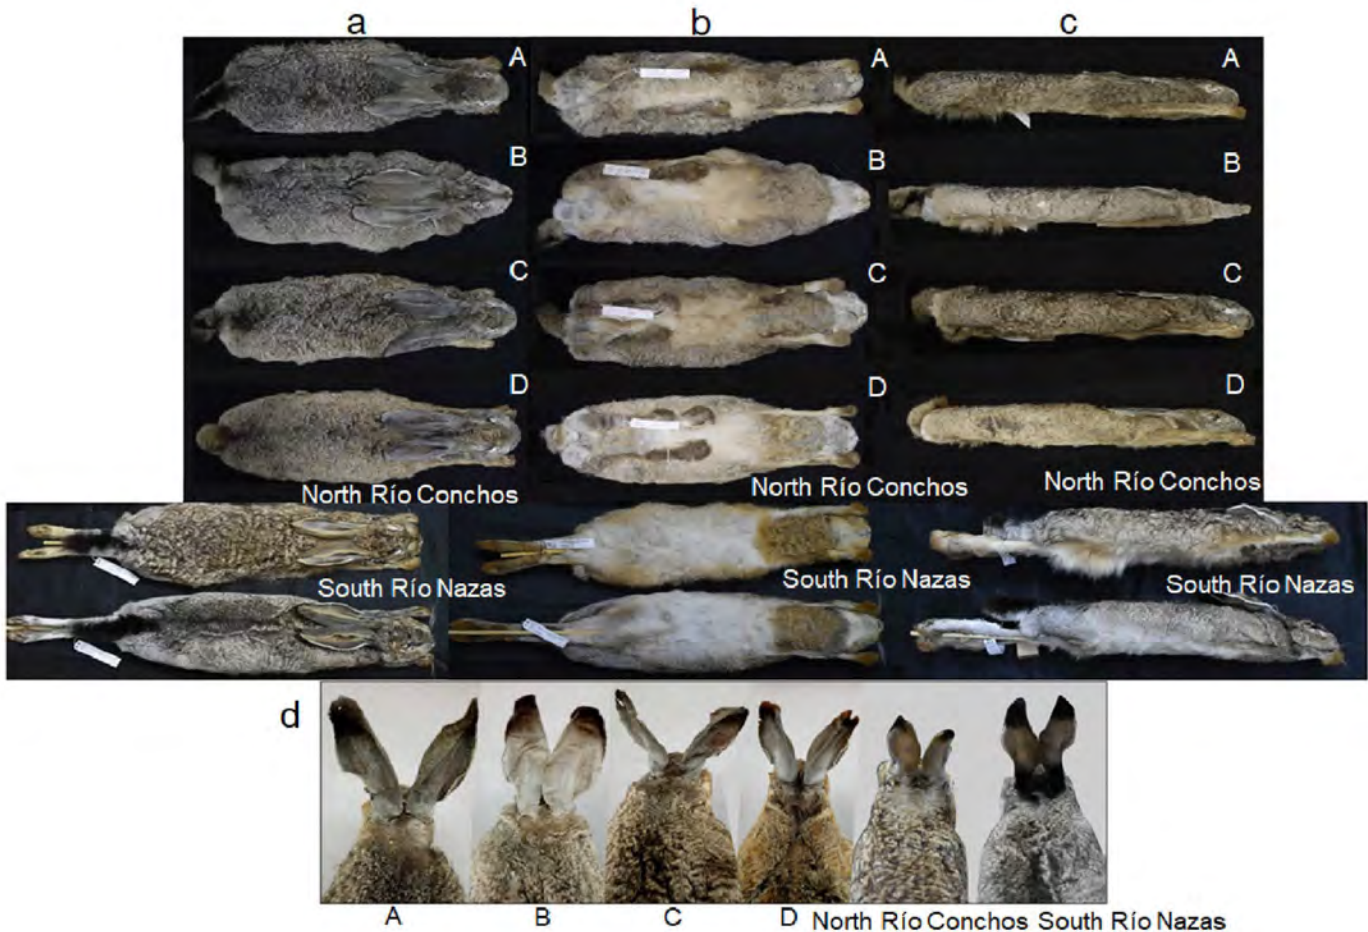 a b c
A A A
B B B
C C C
D D D
North Río Conchos North Río Conchos North Río Conchos
South Río Nazas South Río Nazas South Río Nazas
d
A B C D North Río Conchos South Río Nazas